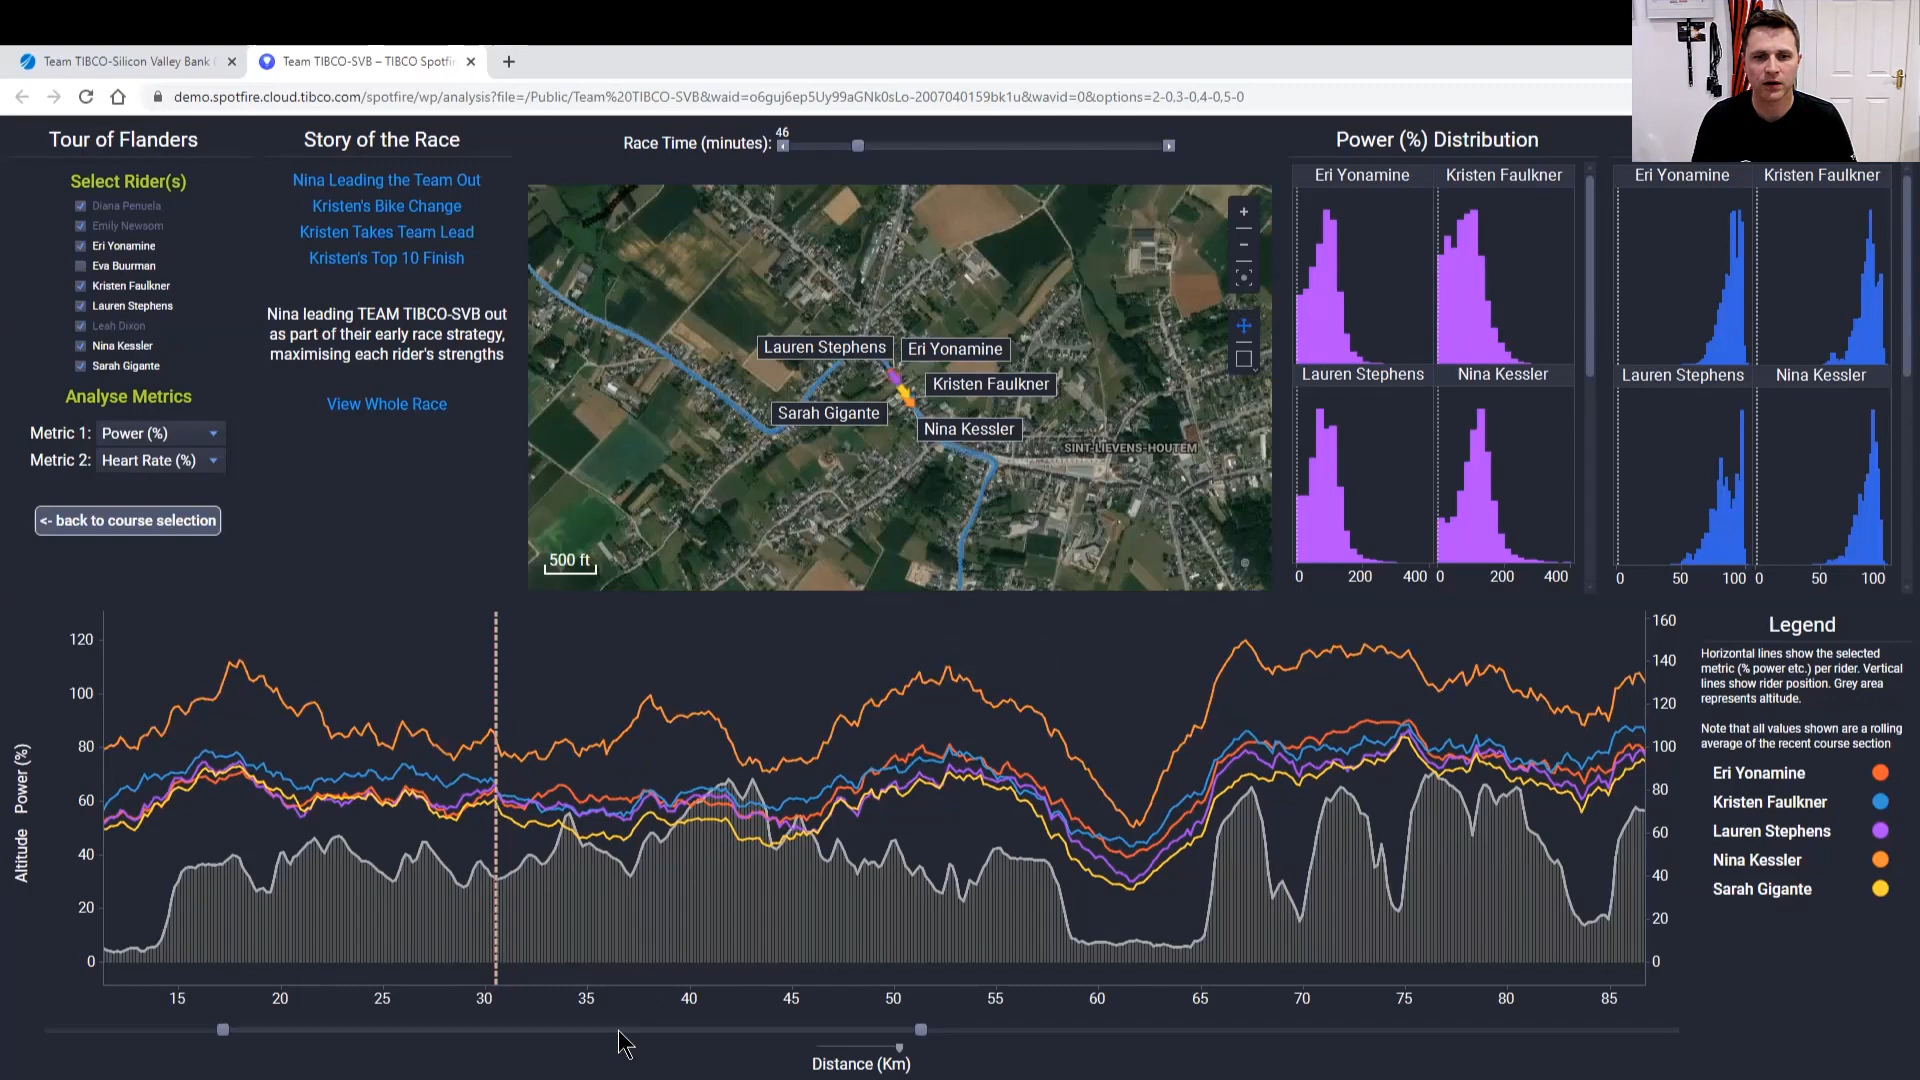 Team TIBCO-Silicon Valley Bank
Team TIBCO-SVB – TIBCO Spotfi
demo.spotfire.cloud.tibco.com/spotfire/wp/analysis?file=/Public/Team%20TIBCO-SVB&waid=o6guj6ep5Uy99aGNk0sLo-2007040159bk1u&wavid=0&options=2-0,3-0,4-0,5-0
Tour of Flanders
Select Rider(s)
Diana Penuela
Emily Newsom
Eri Yonamine
Eva Buurman
Kristen Faulkner
Lauren Stephens
Leah Dixon
Nina Kessler
Sarah Gigante
Analyse Metrics
Metric 1: Power (%)
Metric 2: Heart Rate (%)
<- back to course selection
Story of the Race
Nina Leading the Team Out
Kristen's Bike Change
Kristen Takes Team Lead
Kristen's Top 10 Finish
Nina leading TEAM TIBCO-SVB out
as part of their early race strategy,
maximising each rider's strengths
View Whole Race
Race Time (minutes):
46
Lauren Stephens
Eri Yonamine
Kristen Faulkner
Sarah Gigante
Nina Kessler
SINT-LIEVENS-HOUTEM
500 ft
Power (%) Distribution
Eri Yonamine Kristen Faulkner
Lauren Stephens Nina Kessler
0 200 400 0 200 400
Eri Yonamine Kristen Faulkner
Lauren Stephens Nina Kessler
0 50 100 0 50 100
Altitude Power (%)
120
100
80
60
40
20
0
160
140
120
100
80
60
40
20
0
15 20 25 30 35 40 45 50 55 60 65 70 75 80 85
Distance (Km)
Legend
Horizontal lines show the selected
metric (% power etc.) per rider. Vertical
lines show rider position. Grey area
represents altitude.
Note that all values shown are a rolling
average of the recent course section
Eri Yonamine
Kristen Faulkner
Lauren Stephens
Nina Kessler
Sarah Gigante